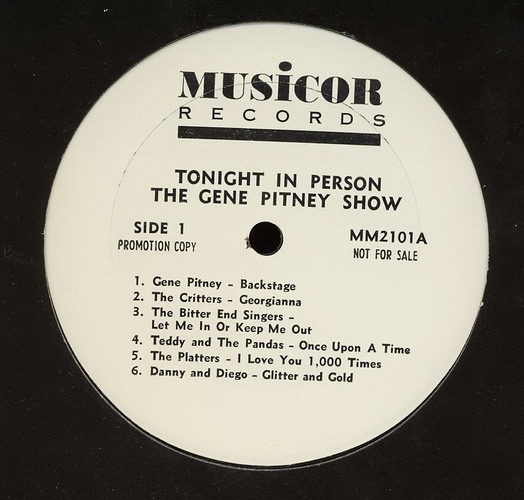 MUSICOR
RECORDS
TONIGHT IN PERSON
THE GENE PITNEY SHOW
SIDE 1
PROMOTION COPY
MM2101A
NOT FOR SALE
1. Gene Pitney - Backstage
2. The Critters - Georgianna
3. The Bitter End Singers -
Let Me In Or Keep Me Out
4. Teddy and The Pandas - Once Upon A Time
5. The Platters - I Love You 1,000 Times
6. Danny and Diego - Glitter and Gold